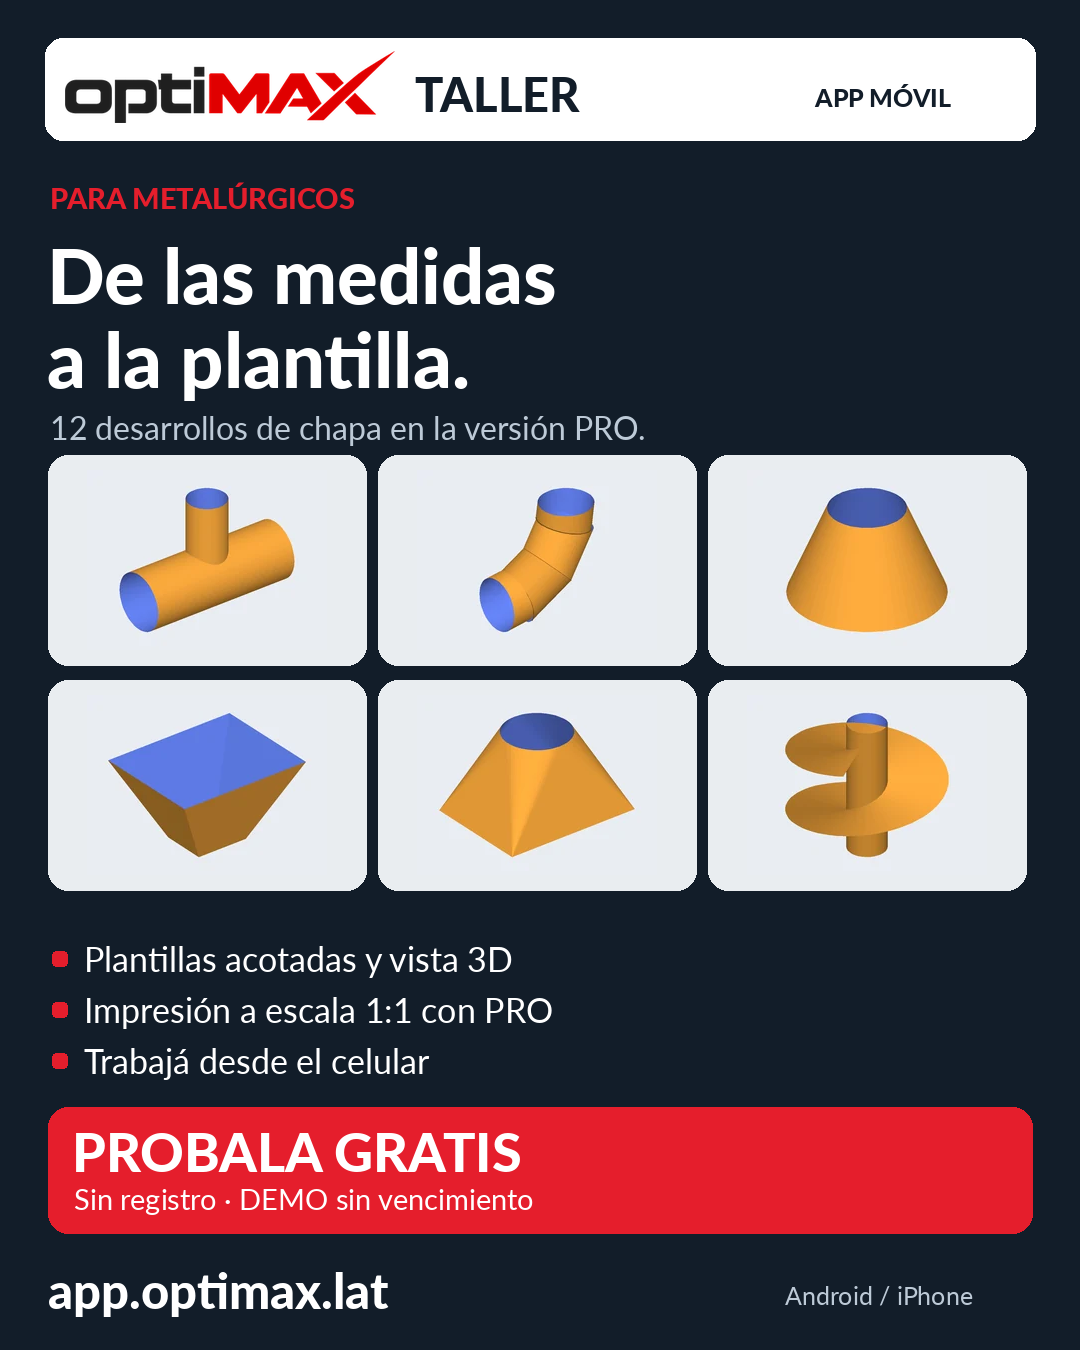 optiMAX TALLER APP MÓVIL
PARA METALÚRGICOS
De las medidas
a la plantilla.
12 desarrollos de chapa en la versión PRO.
Plantillas acotadas y vista 3D
Impresión a escala 1:1 con PRO
Trabajá desde el celular
PROBALA GRATIS
Sin registro · DEMO sin vencimiento
app.optimax.lat Android / iPhone